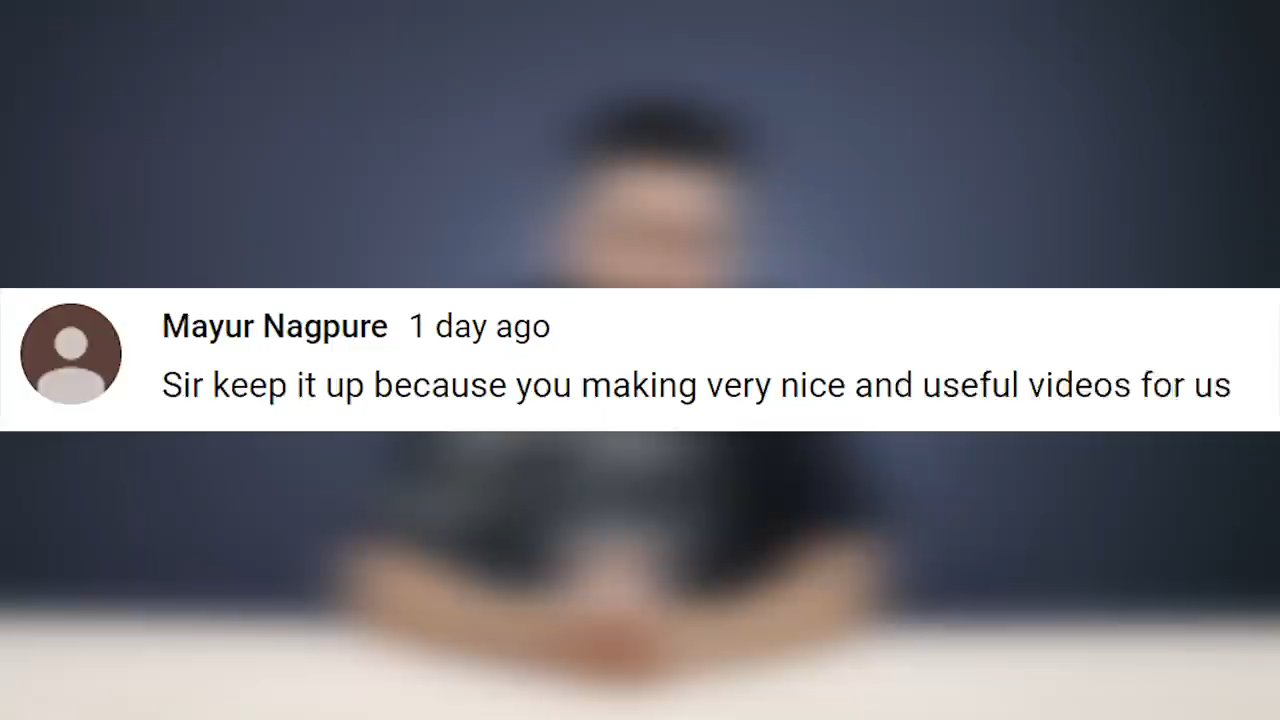 Mayur Nagpure 1 day ago
Sir keep it up because you making very nice and useful videos for us